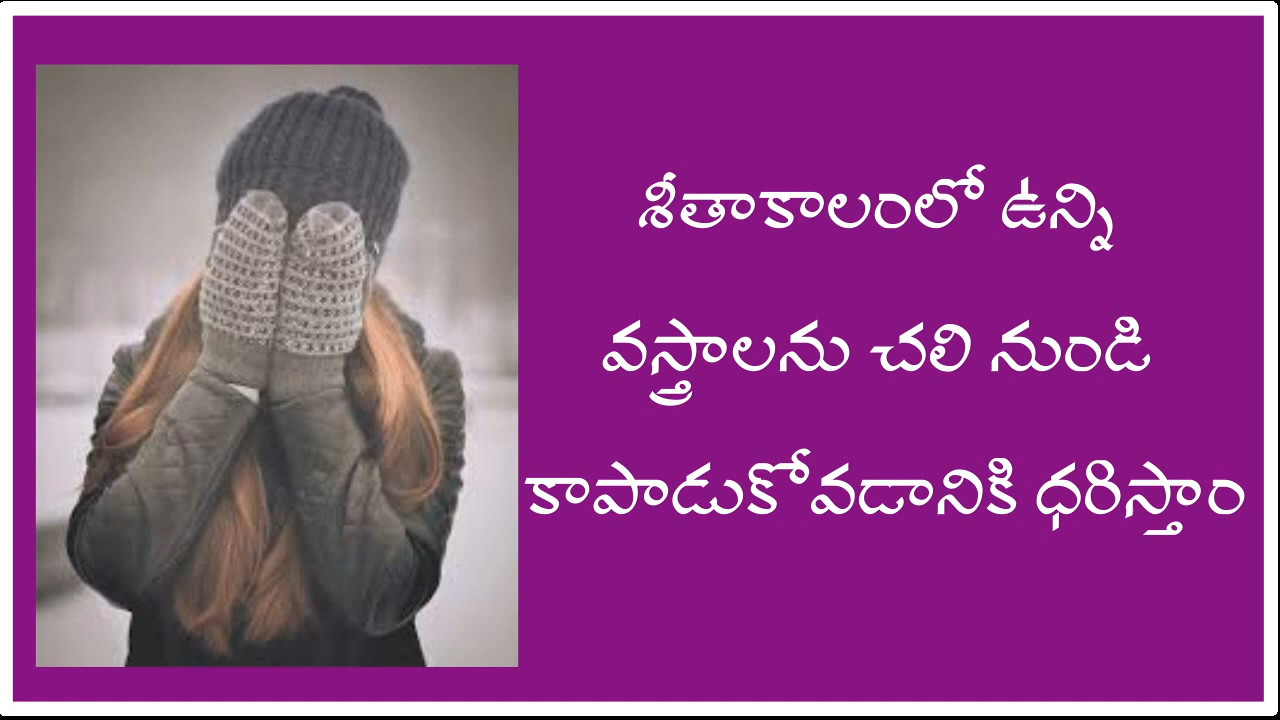 శీతాకాలంలో ఉన్ని
వస్త్రాలను చలి నుండి
కాపాడుకోవడానికి ధరిస్తాం